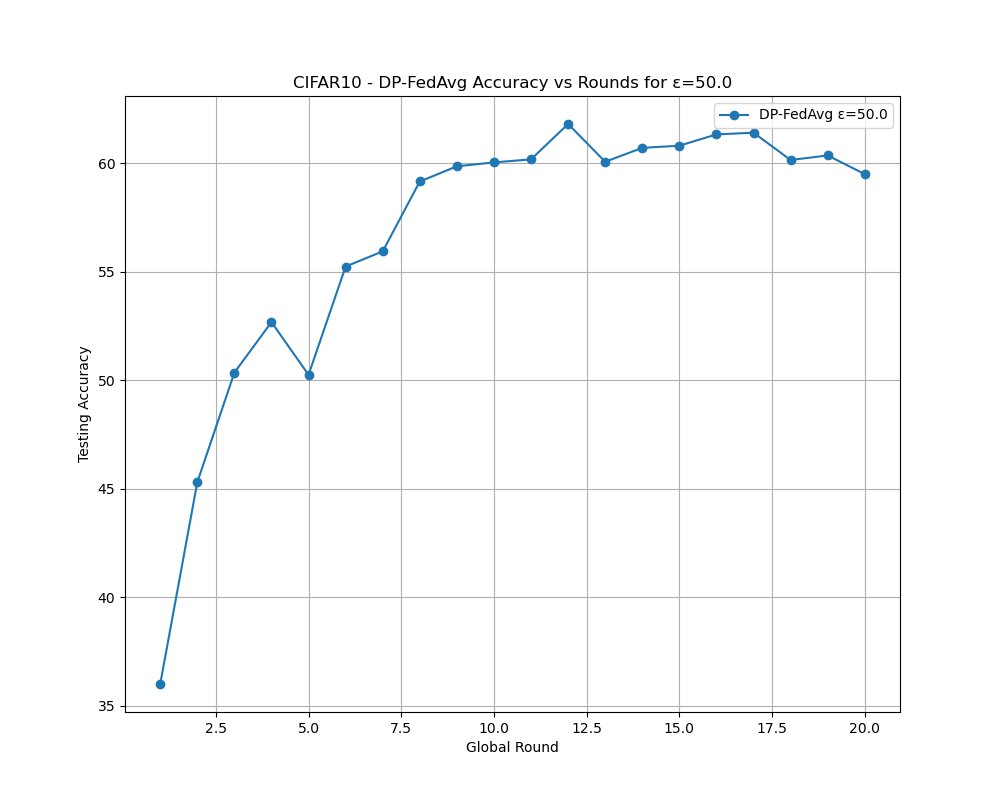 CIFAR10 - DP-FedAvg Accuracy vs Rounds for ε=50.0
DP-FedAvg ε=50.0
Testing Accuracy
60
55
50
45
40
35
2.5 5.0 7.5 10.0 12.5 15.0 17.5 20.0
Global Round